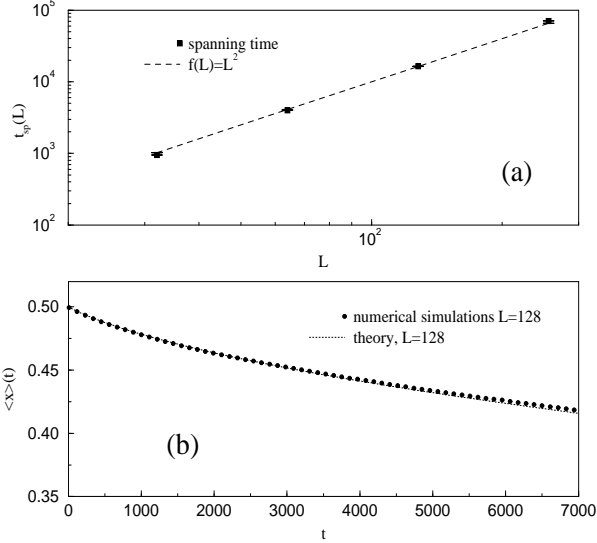 10^5
spanning time
f(L)=L^2
10^4
t_sp(L)
10^3
(a)
10^2
10^2
L
0.50
numerical simulations L=128
theory, L=128
0.45
<x>(t)
0.40
(b)
0.35
0 1000 2000 3000 4000 5000 6000 7000
t